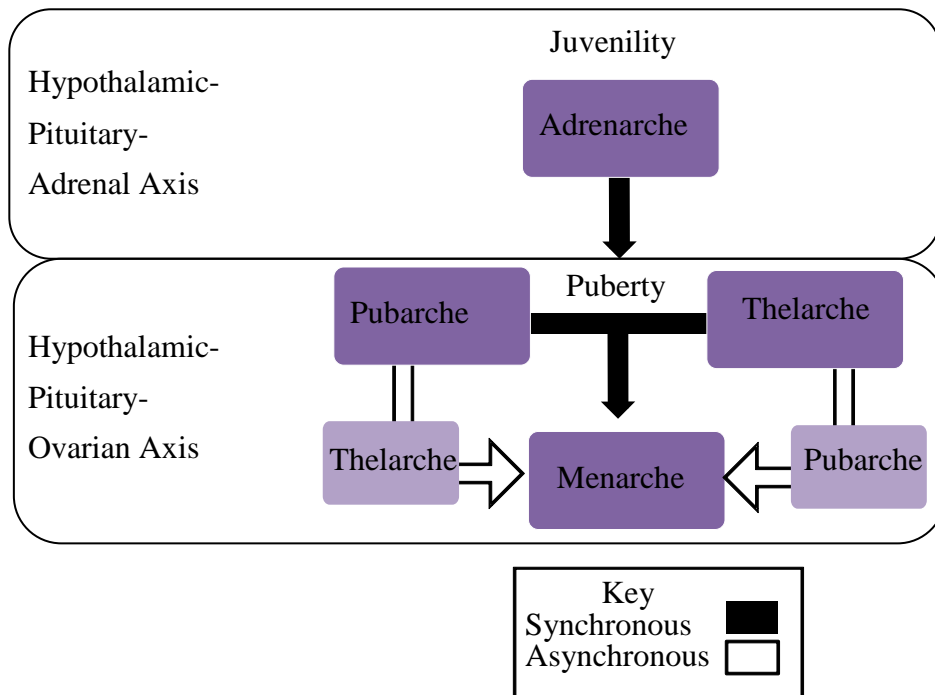 Juvenility
Hypothalamic-
Pituitary-
Adrenal Axis
Adrenarche
Puberty
Pubarche
Thelarche
Hypothalamic-
Pituitary-
Ovarian Axis
Thelarche
Menarche
Pubarche
Key
Synchronous
Asynchronous